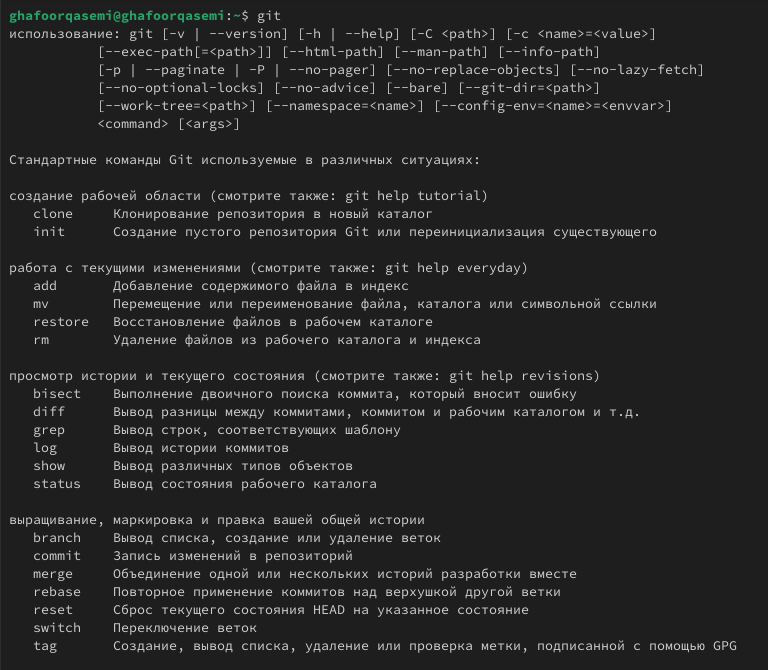 ghafoorqasemi@ghafoorqasemi:~$ git
использование: git [-v | --version] [-h | --help] [-C <path>] [-c <name>=<value>]
           [--exec-path[=<path>]] [--html-path] [--man-path] [--info-path]
           [-p | --paginate | -P | --no-pager] [--no-replace-objects] [--no-lazy-fetch]
           [--no-optional-locks] [--no-advice] [--bare] [--git-dir=<path>]
           [--work-tree=<path>] [--namespace=<name>] [--config-env=<name>=<envvar>]
           <command> [<args>]

Стандартные команды Git используемые в различных ситуациях:

создание рабочей области (смотрите также: git help tutorial)
   clone     Клонирование репозитория в новый каталог
   init      Создание пустого репозитория Git или переинициализация существующего

работа с текущими изменениями (смотрите также: git help everyday)
   add       Добавление содержимого файла в индекс
   mv        Перемещение или переименование файла, каталога или символьной ссылки
   restore   Восстановление файлов в рабочем каталоге
   rm        Удаление файлов из рабочего каталога и индекса

просмотр истории и текущего состояния (смотрите также: git help revisions)
   bisect    Выполнение двоичного поиска коммита, который вносит ошибку
   diff      Вывод разницы между коммитами, коммитом и рабочим каталогом и т.д.
   grep      Вывод строк, соответствующих шаблону
   log       Вывод истории коммитов
   show      Вывод различных типов объектов
   status    Вывод состояния рабочего каталога

выращивание, маркировка и правка вашей общей истории
   branch    Вывод списка, создание или удаление веток
   commit    Запись изменений в репозиторий
   merge     Объединение одной или нескольких историй разработки вместе
   rebase    Повторное применение коммитов над верхушкой другой ветки
   reset     Сброс текущего состояния HEAD на указанное состояние
   switch    Переключение веток
   tag       Создание, вывод списка, удаление или проверка метки, подписанной с помощью GPG